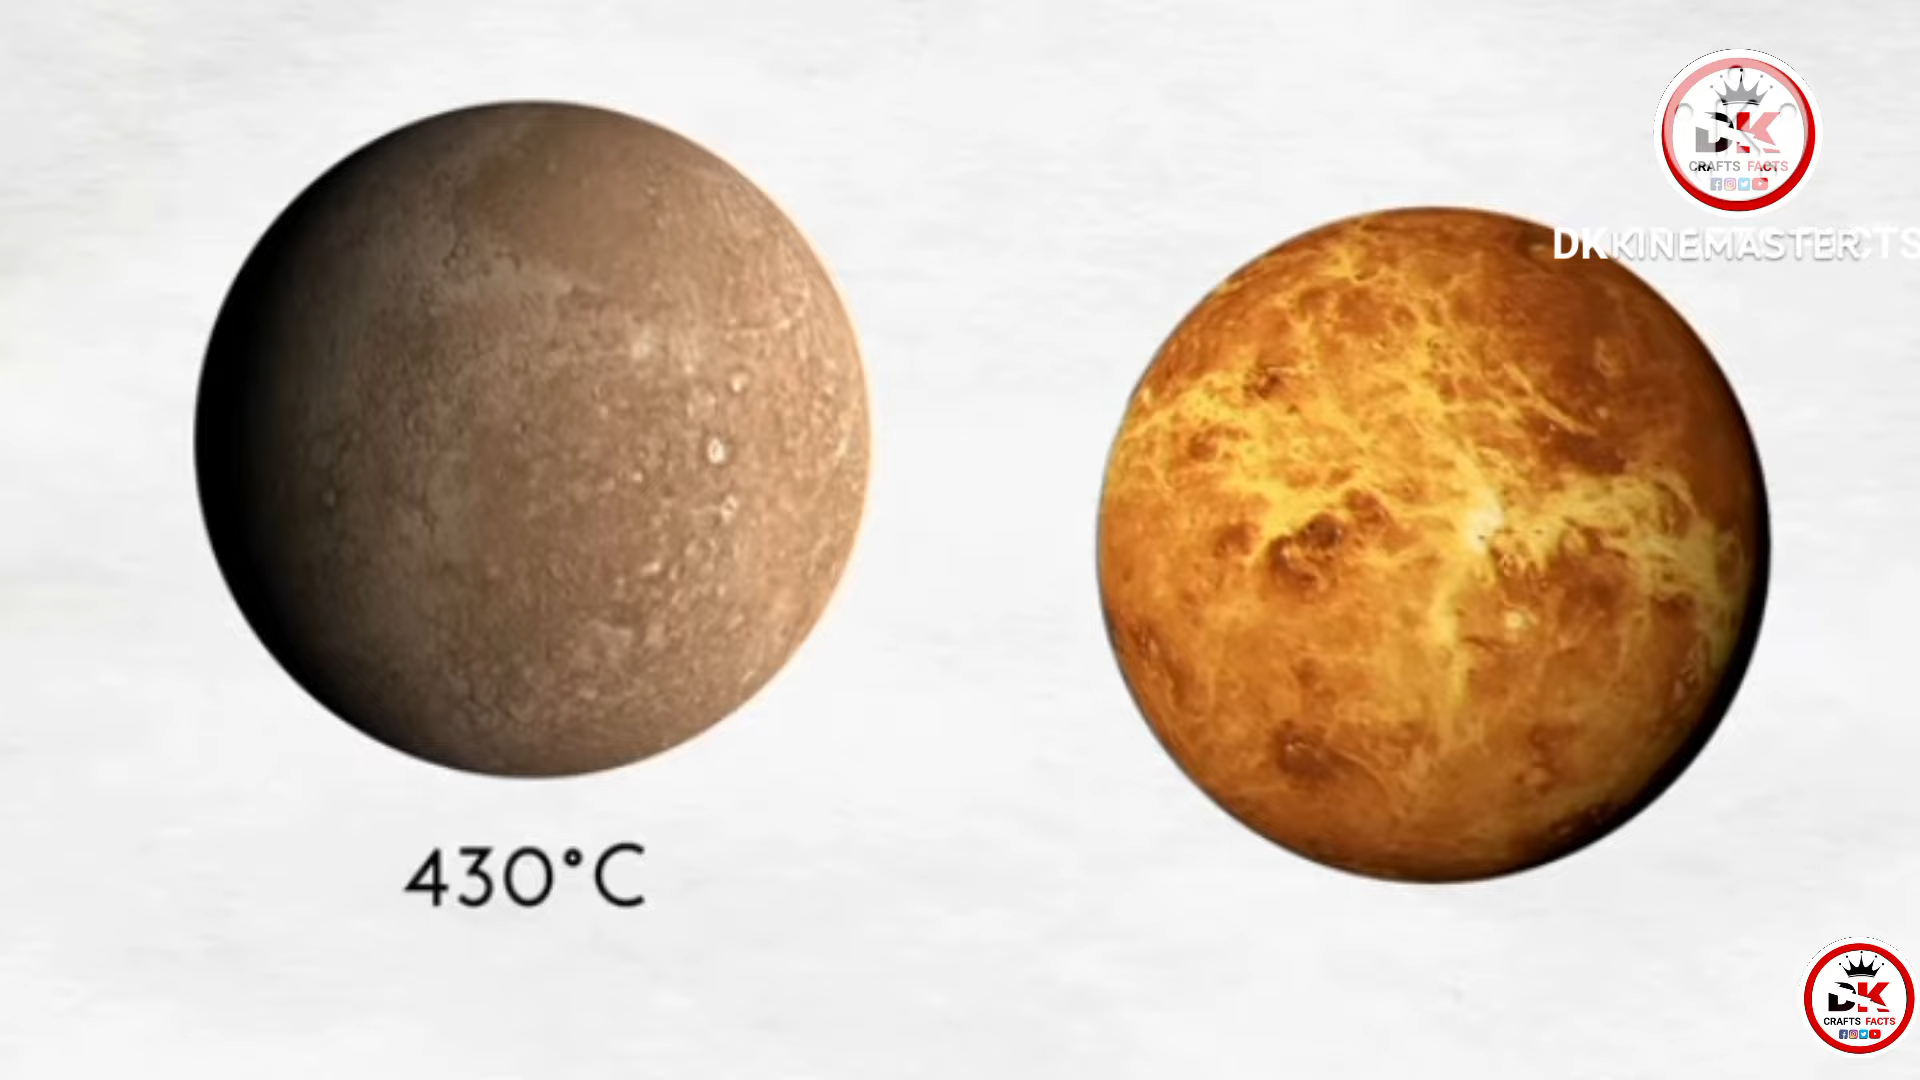 DK
CRAFTS FACTS
DKKINEMASTER
430°C
DK
CRAFTS FACTS